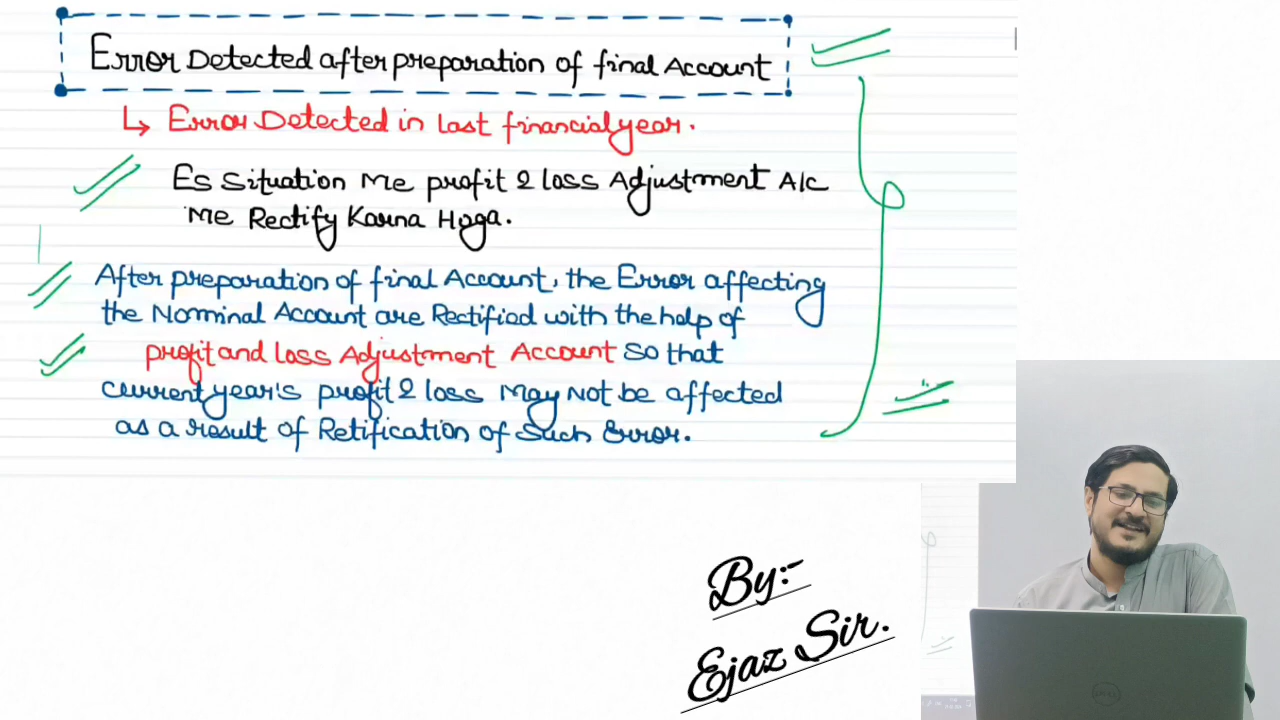 Error Detected after preparation of final Account
↳ Error Detected in last financial year.
Es Situation Me profit & loss Adjustment A/c
Me Rectify Karna Hoga.
After preparation of final Account, the Error affecting
the Nominal Account are Rectified with the help of
profit and loss Adjustment Account so that
current year's profit & loss May Not be affected
as a result of Retification of Such Error.
By:-
Ejaz Sir.
DELL